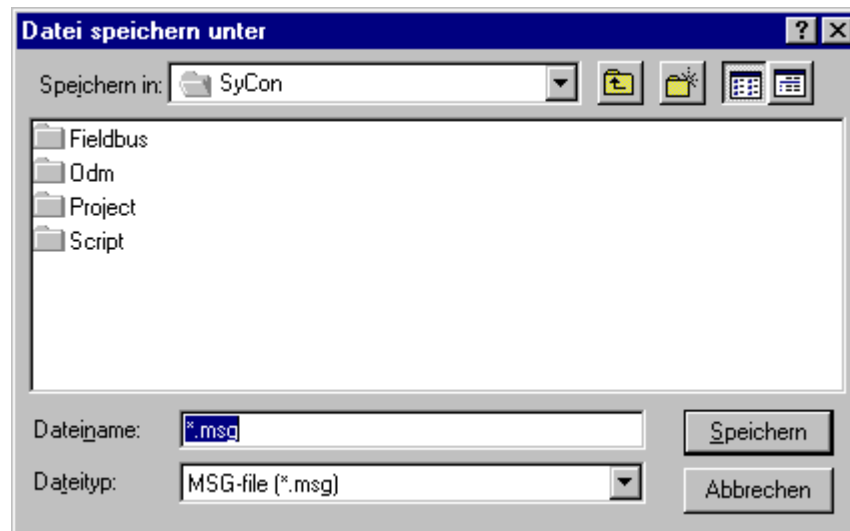 Datei speichern unter
Speichern in: SyCon
Fieldbus
Odm
Project
Script
Dateiname: *.msg Speichern
Dateityp: MSG-file (*.msg) Abbrechen